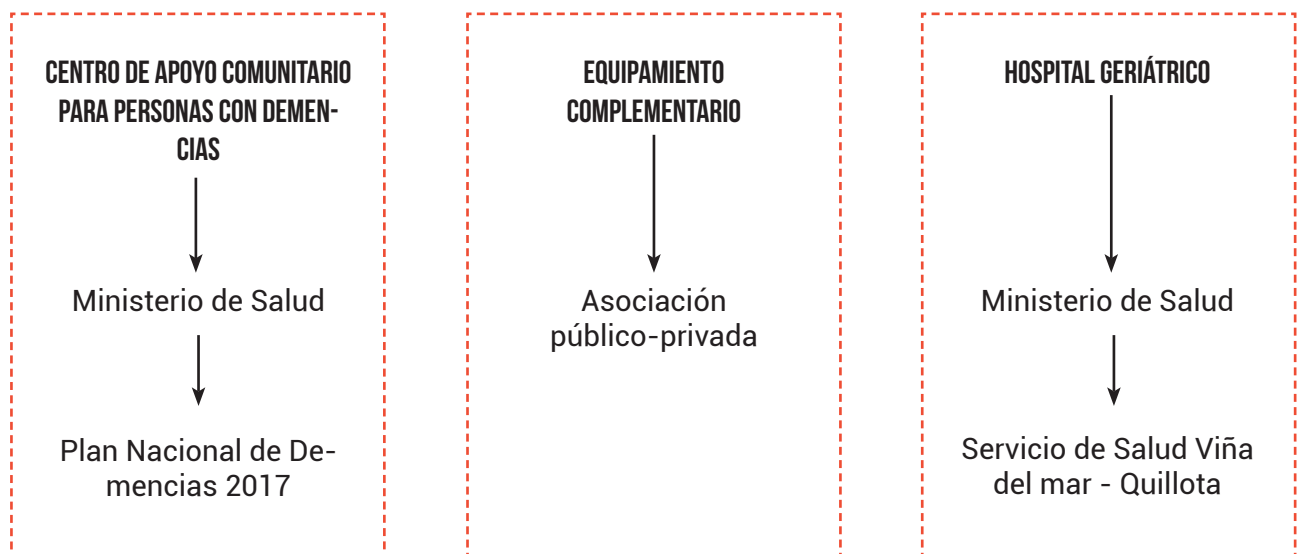 CENTRO DE APOYO COMUNITARIO
PARA PERSONAS CON DEMEN-
CIAS
Ministerio de Salud
Plan Nacional de De-
mencias 2017
EQUIPAMIENTO
COMPLEMENTARIO
Asociación
público-privada
HOSPITAL GERIÁTRICO
Ministerio de Salud
Servicio de Salud Viña
del mar - Quillota